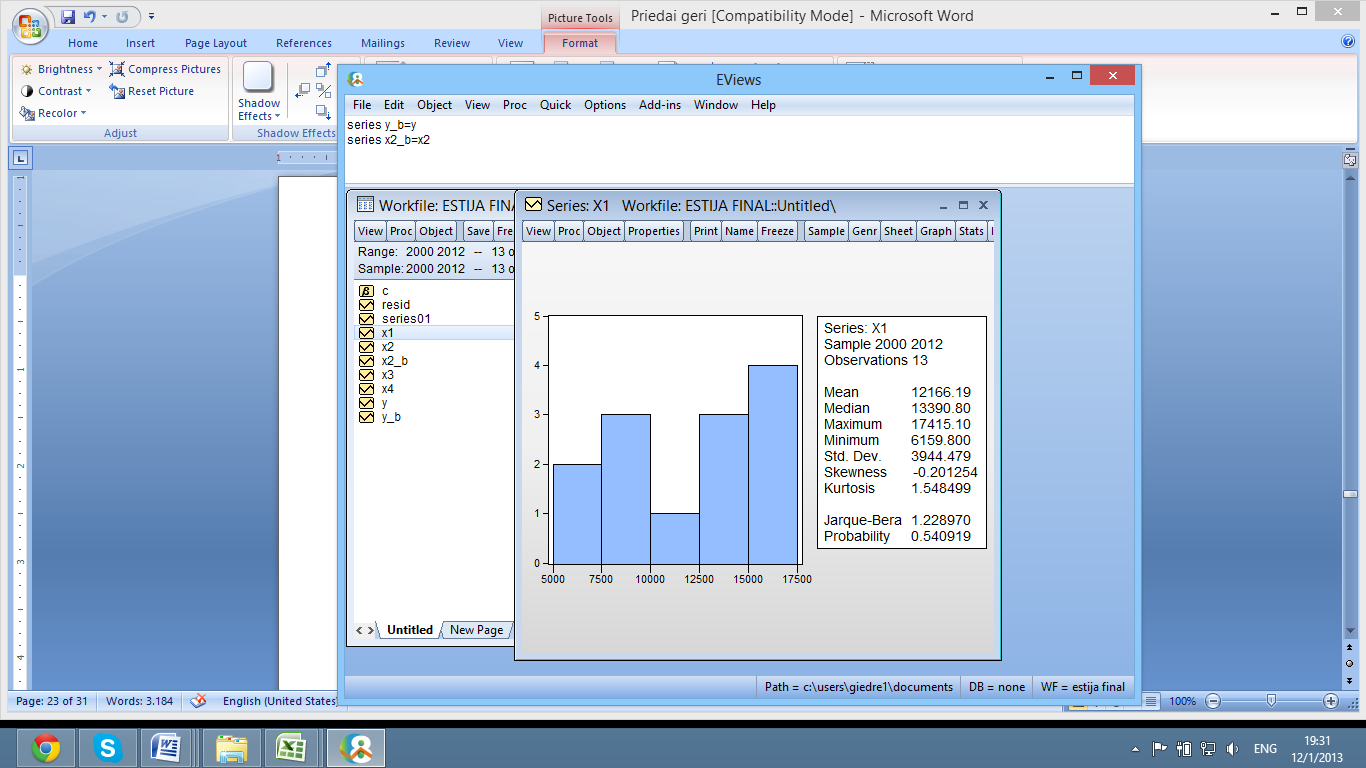 Picture Tools
Priedai geri [Compatibility Mode] - Microsoft Word
Home Insert Page Layout References Mailings Review View Format
Brightness Compress Pictures
Contrast Reset Picture
Recolor
Adjust
Shadow
Effects
Shadow Effects
EViews
File Edit Object View Proc Quick Options Add-ins Window Help
series y_b=y
series x2_b=x2
Workfile: ESTIJA FINA
View Proc Object Save Fre
Range: 2000 2012 -- 13 o
Sample: 2000 2012 -- 13 o
c
resid
series01
x1
x2
x2_b
x3
x4
y
y_b
Untitled New Page
Series: X1 Workfile: ESTIJA FINAL::Untitled\
View Proc Object Properties Print Name Freeze Sample Genr Sheet Graph Stats
5
4
3
2
1
0
5000 7500 10000 12500 15000 17500
Series: X1
Sample 2000 2012
Observations 13
Mean 12166.19
Median 13390.80
Maximum 17415.10
Minimum 6159.800
Std. Dev. 3944.479
Skewness -0.201254
Kurtosis 1.548499
Jarque-Bera 1.228970
Probability 0.540919
Path = c:\users\giedre1\documents DB = none WF = estija final
Page: 23 of 31 Words: 3.184 English (United States) 100%
ENG
19:31
12/1/2013